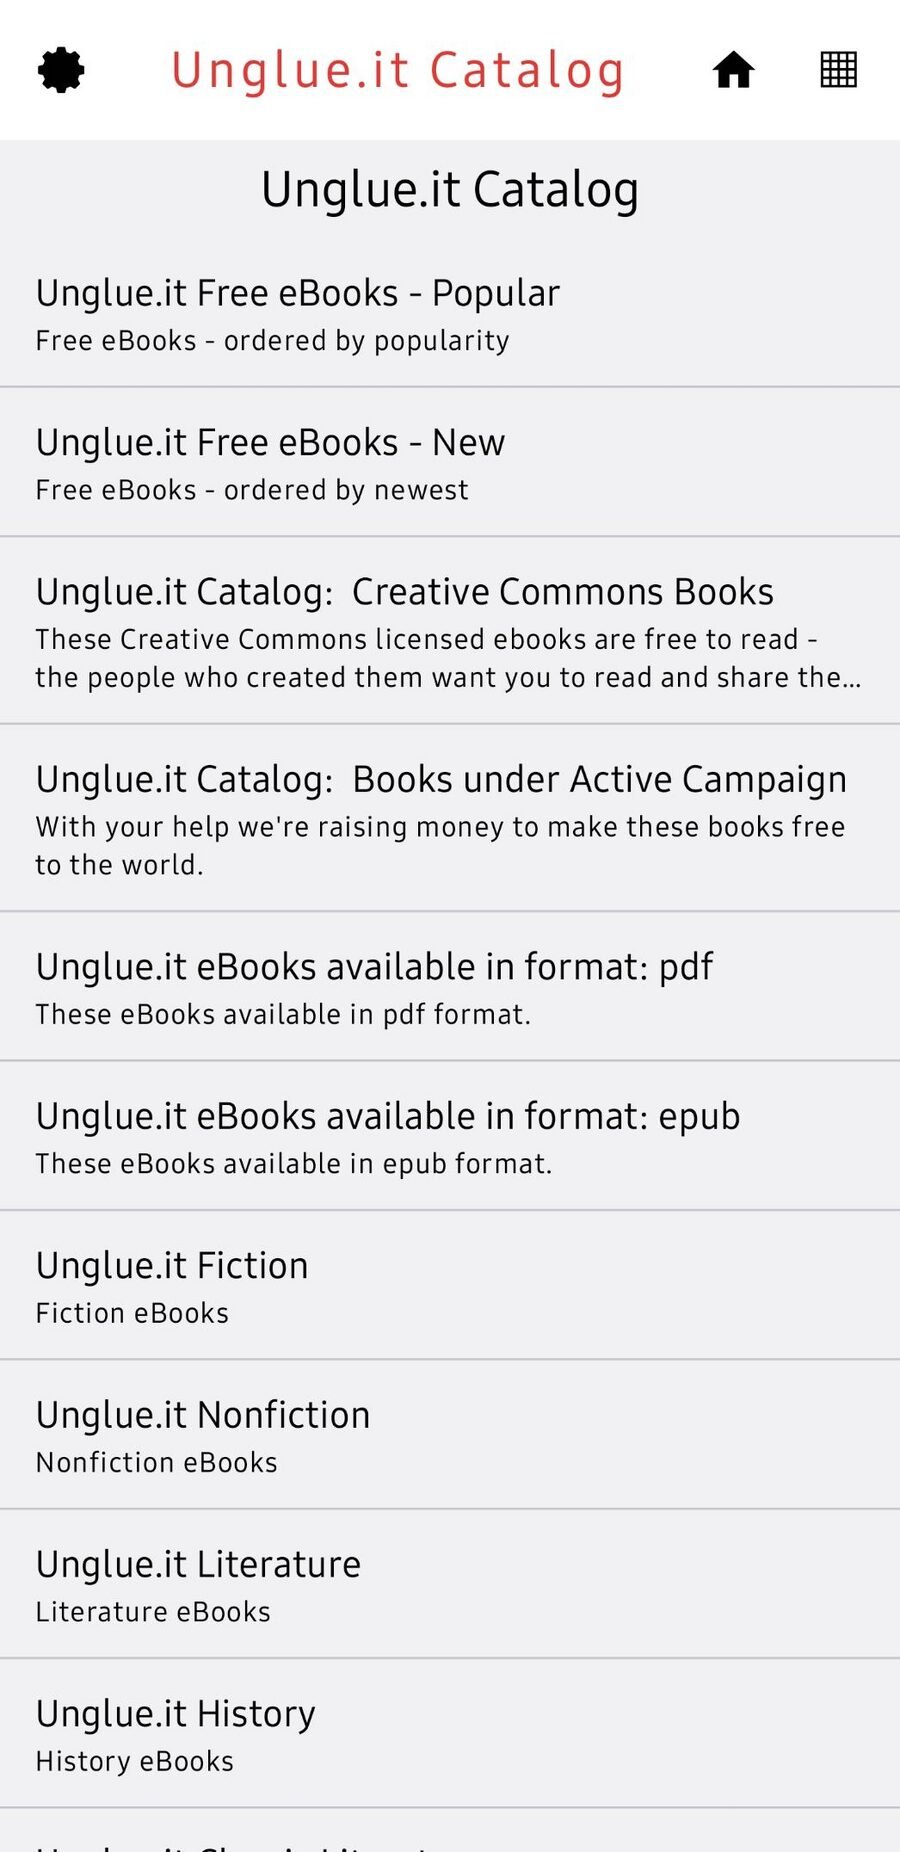 Unglue.it Catalog
Unglue.it Catalog
Unglue.it Free eBooks - Popular
Free eBooks - ordered by popularity
Unglue.it Free eBooks - New
Free eBooks - ordered by newest
Unglue.it Catalog:  Creative Commons Books
These Creative Commons licensed ebooks are free to read -
the people who created them want you to read and share the…
Unglue.it Catalog:  Books under Active Campaign
With your help we're raising money to make these books free
to the world.
Unglue.it eBooks available in format: pdf
These eBooks available in pdf format.
Unglue.it eBooks available in format: epub
These eBooks available in epub format.
Unglue.it Fiction
Fiction eBooks
Unglue.it Nonfiction
Nonfiction eBooks
Unglue.it Literature
Literature eBooks
Unglue.it History
History eBooks